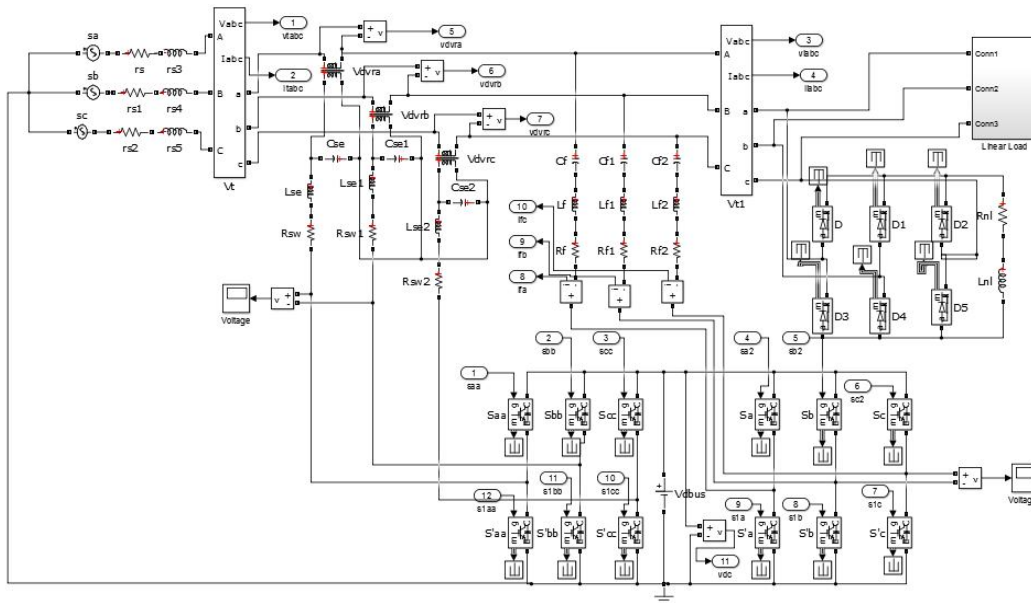 Vabc
1
vtabc
5
vdvra
Iabc
2
itabc
A
B
C
a
b
c
Vt
sa
sb
sc
rs
rs3
rs1
rs4
rs2
rs5
Vdvra
6
vdvrb
Vdvrb
7
vdvrc
Vdvrc
Cse
Cse1
Cse2
Lse
Lse1
Lse2
Rsw
Rsw1
Rsw2
Voltage
Cf
Cf1
Cf2
Lf
Lf1
Lf2
Rf
Rf1
Rf2
10
ifc
9
ifb
8
ifa
Vabc
3
Iabc
4
A
B
C
a
b
c
Vt1
Conn1
Conn2
Conn3
Linear Load
D
D1
D2
D3
D4
D5
Rnl
Lnl
2
sbb
3
scc
1
saa
Saa
Sbb
Scc
4
sa2
5
sb2
6
sc2
Sa
Sb
Sc
12
s1aa
11
s1bb
10
s1cc
S'aa
S'bb
S'cc
Vdbus
11
vdc
9
s1a
8
s1b
7
s1c
S'a
S'b
S'c